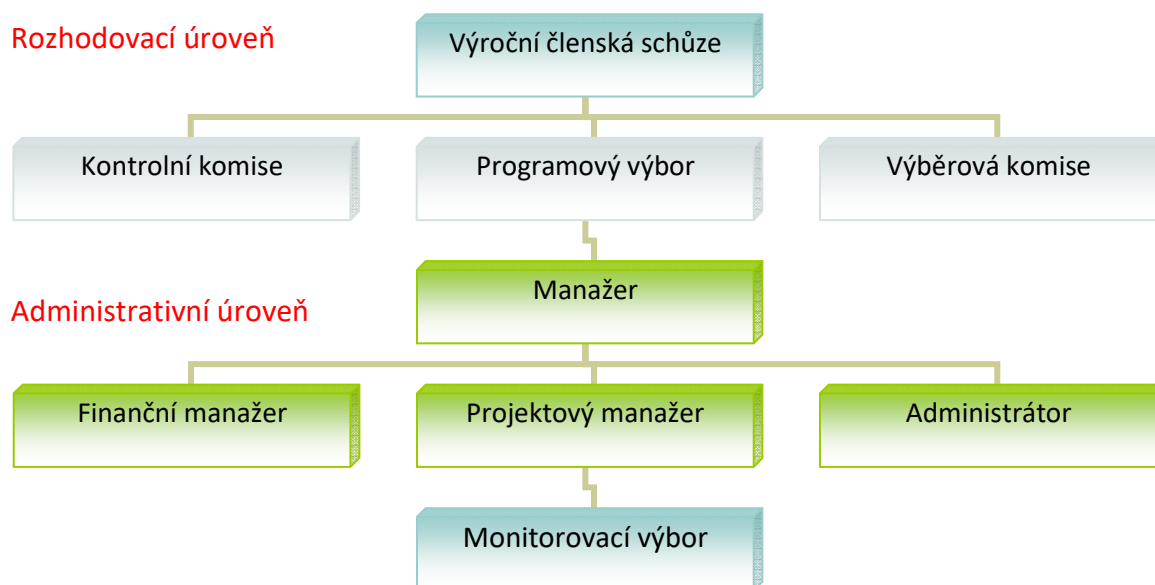 Rozhodovací úroveň
Výroční členská schůze
Kontrolní komise
Programový výbor
Výběrová komise
Manažer
Administrativní úroveň
Finanční manažer
Projektový manažer
Administrátor
Monitorovací výbor